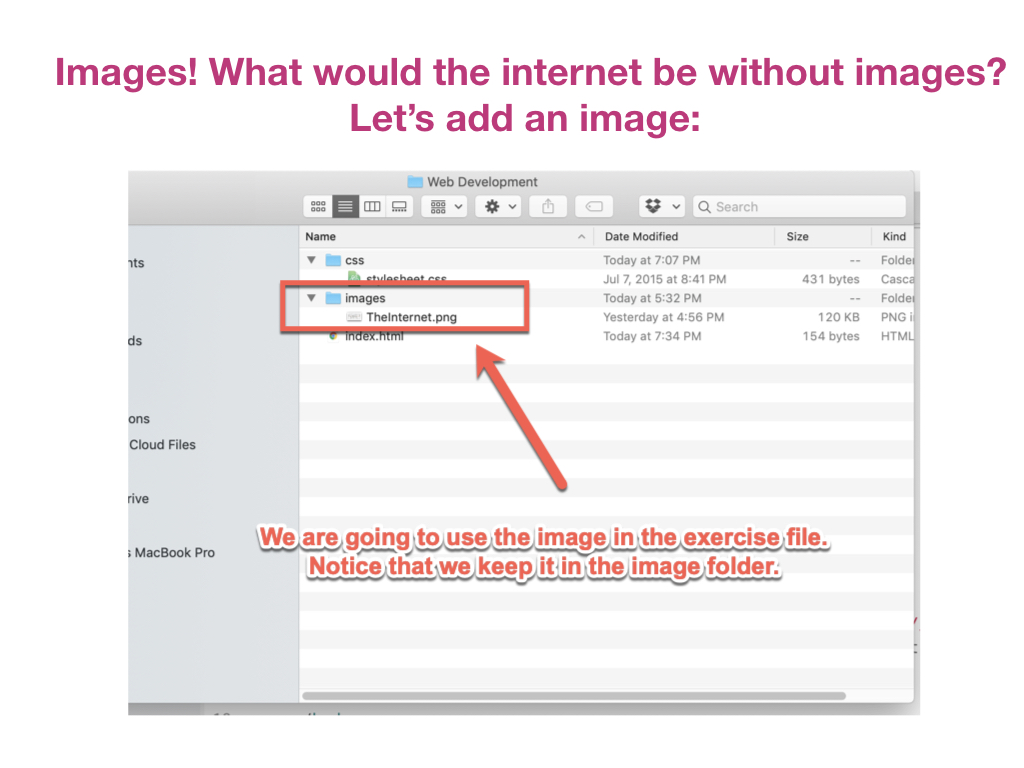 Images! What would the internet be without images?
Let’s add an image:
Web Development
Search
Name Date Modified Size Kind
css Today at 7:07 PM -- Folder
stylesheet.css Jul 7, 2015 at 8:41 PM 431 bytes Casca
images Today at 5:32 PM -- Folder
TheInternet.png Yesterday at 4:56 PM 120 KB PNG i
index.html Today at 7:34 PM 154 bytes HTML
nts
ds
ons
Cloud Files
rive
s MacBook Pro
We are going to use the image in the exercise file.
Notice that we keep it in the image folder.